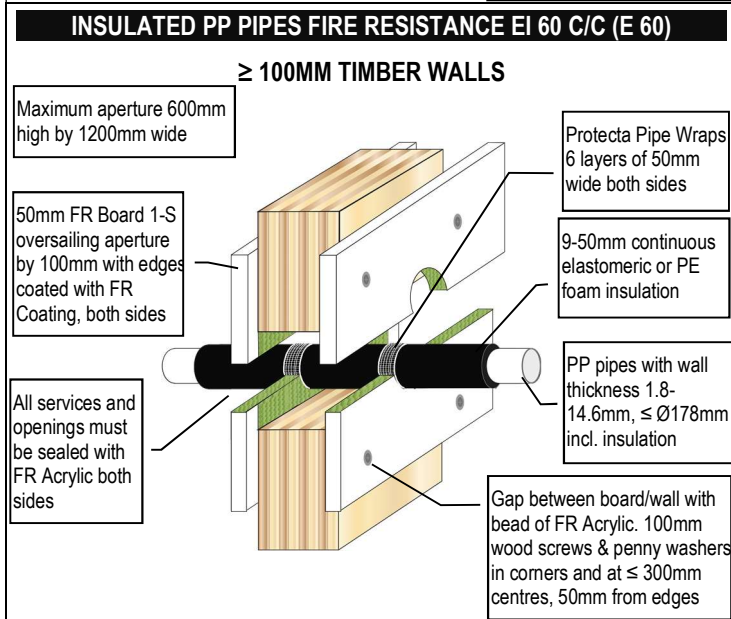 INSULATED PP PIPES FIRE RESISTANCE EI 60 C/C (E 60)
≥ 100MM TIMBER WALLS
Maximum aperture 600mm
high by 1200mm wide
50mm FR Board 1-S
oversailing aperture
by 100mm with edges
coated with FR
Coating, both sides
All services and
openings must
be sealed with
FR Acrylic both
sides
Protecta Pipe Wraps
6 layers of 50mm
wide both sides
9-50mm continuous
elastomeric or PE
foam insulation
PP pipes with wall
thickness 1.8-
14.6mm, ≤ Ø178mm
incl. insulation
Gap between board/wall with
bead of FR Acrylic. 100mm
wood screws & penny washers
in corners and at ≤ 300mm
centres, 50mm from edges